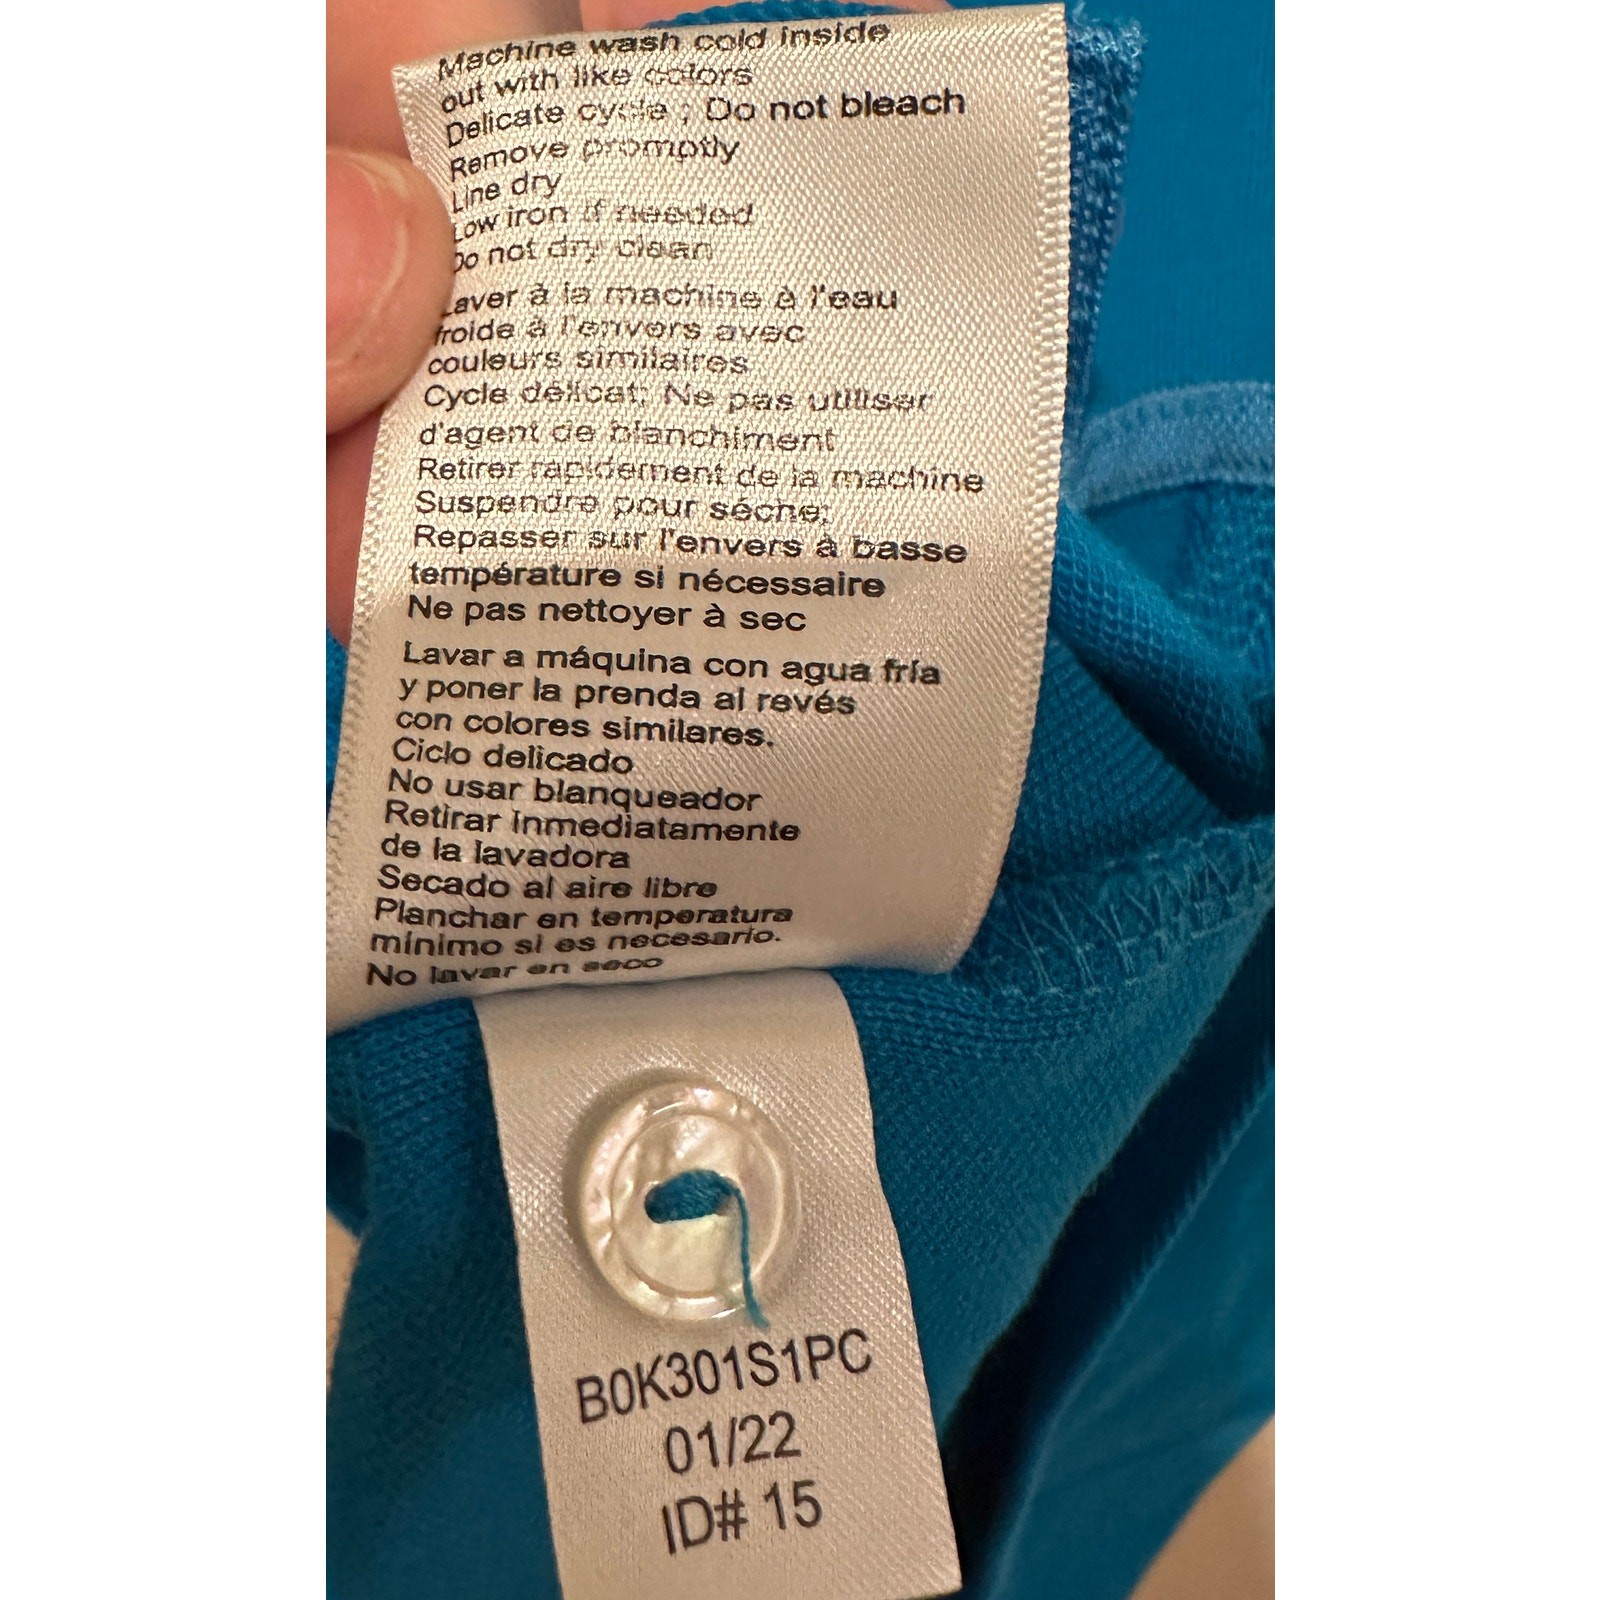 Machine wash cold inside
out with like colors
Delicate cycle ; Do not bleach
Remove promptly
Line dry
Low iron if needed
Do not dry clean
Laver à la machine à l'eau
froide à l'envers avec
couleurs similaires
Cycle délicat; Ne pas utiliser
d'agent de blanchiment
Retirer rapidement de la machine
Suspendre pour séche;
Repasser sur l'envers à basse
température si nécessaire
Ne pas nettoyer à sec
Lavar a máquina con agua fría
y poner la prenda al revés
con colores similares.
Ciclo delicado
No usar blanqueador
Retirar inmediatamente
de la lavadora
Secado al aire libre
Planchar en temperatura
mínimo si es necesario.
No lavar en seco
B0K301S1PC
01/22
ID# 15